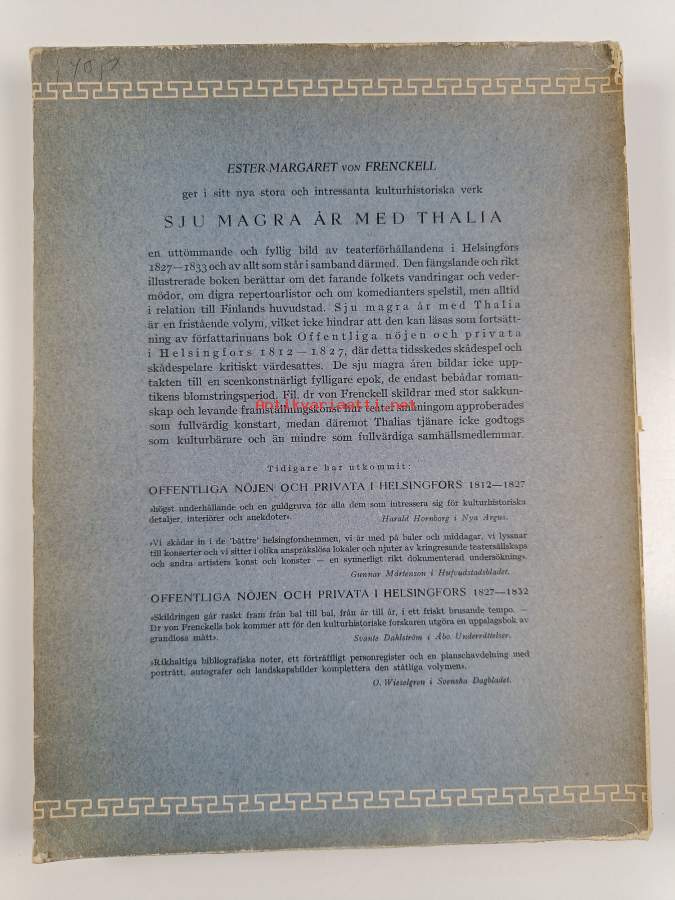 ESTER-MARGARET VON FRENCKELL
ger i sitt nya stora och intressanta kulturhistoriska verk
SJU MAGRA ÅR MED THALIA
en uttömmande och fyllig bild av teaterförhållandena i Helsingfors
1827—1833 och av allt som står i samband därmed. Den fängslande och rikt
illustrerade boken berättar om det farande folkets vandringar och veder-
mödor, om digra repertoarlistor och om komedianters spelstil, men alltid
i relation till Finlands huvudstad. Sju magra år med Thalia
är en fristående volym, vilket icke hindrar att den kan läsas som fortsätt-
ning av författarinnans bok Offentliga nöjen och privata
i Helsingfors 1812—1827, där detta tidsskedes skådespel och
skådespelare kritiskt värdesattes. De sju magra åren bildar icke upp-
takten till en scenkonstnärligt fylligare epok, de endast bebådar roman-
tikens blomstringsperiod. Fil. dr von Frenckell skildrar med stor sakkun-
skap och levande framställningskonst hur teater småningom approberades
som fullvärdig konstart, medan däremot Thalias tjänare icke godtogs
som kulturbärare och än mindre som fullvärdiga samhällsmedlemmar.
Antikvariaatti.net
Tidigare har utkommit:
OFFENTLIGA NÖJEN OCH PRIVATA I HELSINGFORS 1812—1827
»högst underhållande och en guldgruva för alla dem som intressera sig för kulturhistoriska
detaljer, interiörer och anekdoter». Harald Hornborg i Nya Argus.
»Vi skådar in i de 'bättre' helsingforshemmen, vi är med på baler och middagar, vi lyssnar
till konserter och vi sitter i olika anspråkslösa lokaler och njuter av kringresande teatersällskaps
och andra artisters konst och konster — en synnerligt rikt dokumenterad undersökning».
Gunnar Mårtenson i Hufvudstadsbladet.
OFFENTLIGA NÖJEN OCH PRIVATA I HELSINGFORS 1827—1832
»Skildringen går raskt fram från bal till bal, från år till år, i ett friskt brusande tempo. —
Dr von Frenckells bok kommer att för den kulturhistoriske forskaren utgöra en uppslagsbok av
grandiosa mått». Svante Dahlström i Åbo Underrättelser.
»Rikhaltiga bibliografiska noter, ett förträffligt personregister och en planschavdelning med
porträtt, autografer och landskapsbilder komplettera den ståtliga volymen».
O. Wieselgren i Svenska Dagbladet.